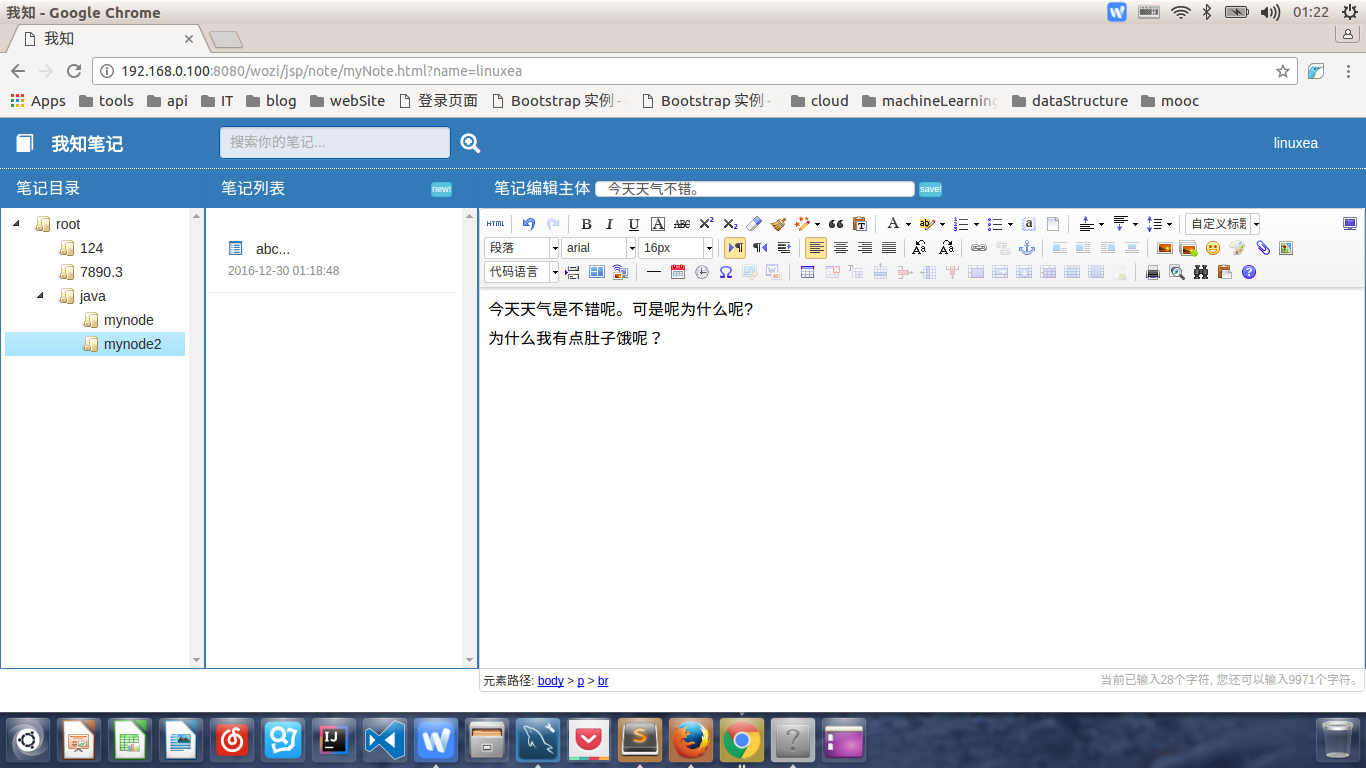 我知 - Google Chrome
01:22
我知
192.168.0.100:8080/wozi/jsp/note/myNote.html?name=linuxea
Apps tools api IT blog webSite 登录页面 Bootstrap 实例 - Bootstrap 实例 - cloud machineLearning dataStructure mooc
我知笔记 搜索你的笔记... linuxea
笔记目录 笔记列表 new! 笔记编辑主体 今天天气不错。 save!
root
124
7890.3
java
mynode
mynode2
abc...
2016-12-30 01:18:48
HTML B I U A ABC X² X₂ A ab a 自定义标题
段落 arial 16px
代码语言
今天天气是不错呢。可是呢为什么呢?
为什么我有点肚子饿呢？
元素路径: body > p > br 当前已输入28个字符, 您还可以输入9971个字符。